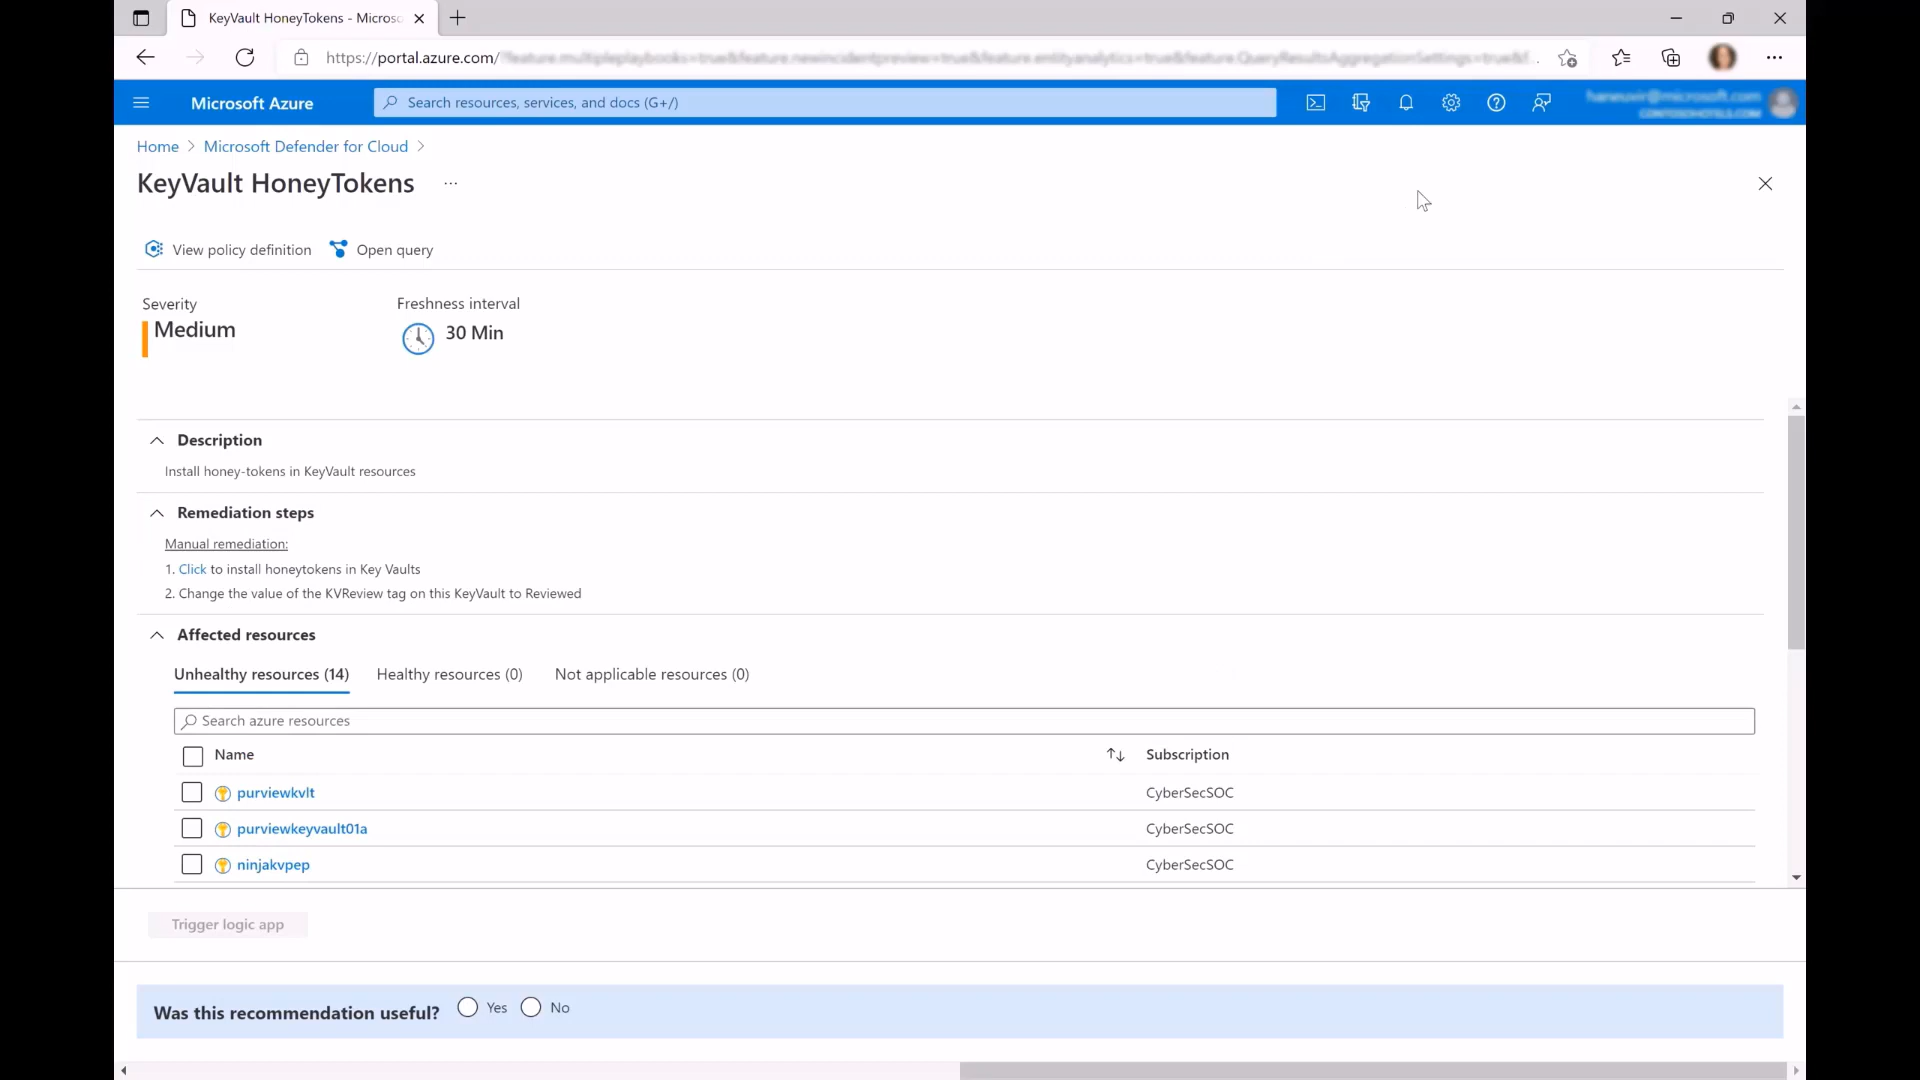 KeyVault HoneyTokens - Micros
https://portal.azure.com/
Microsoft Azure
Search resources, services, and docs (G+/)
Home > Microsoft Defender for Cloud >
KeyVault HoneyTokens ...
View policy definition Open query
Severity Freshness interval
Medium 30 Min
Description
Install honey-tokens in KeyVault resources
Remediation steps
Manual remediation:
1. Click to install honeytokens in Key Vaults
2. Change the value of the KVReview tag on this KeyVault to Reviewed
Affected resources
Unhealthy resources (14) Healthy resources (0) Not applicable resources (0)
Search azure resources
Name Subscription
purviewkvlt CyberSecSOC
purviewkeyvault01a CyberSecSOC
ninjakvpep CyberSecSOC
Trigger logic app
Was this recommendation useful? Yes No